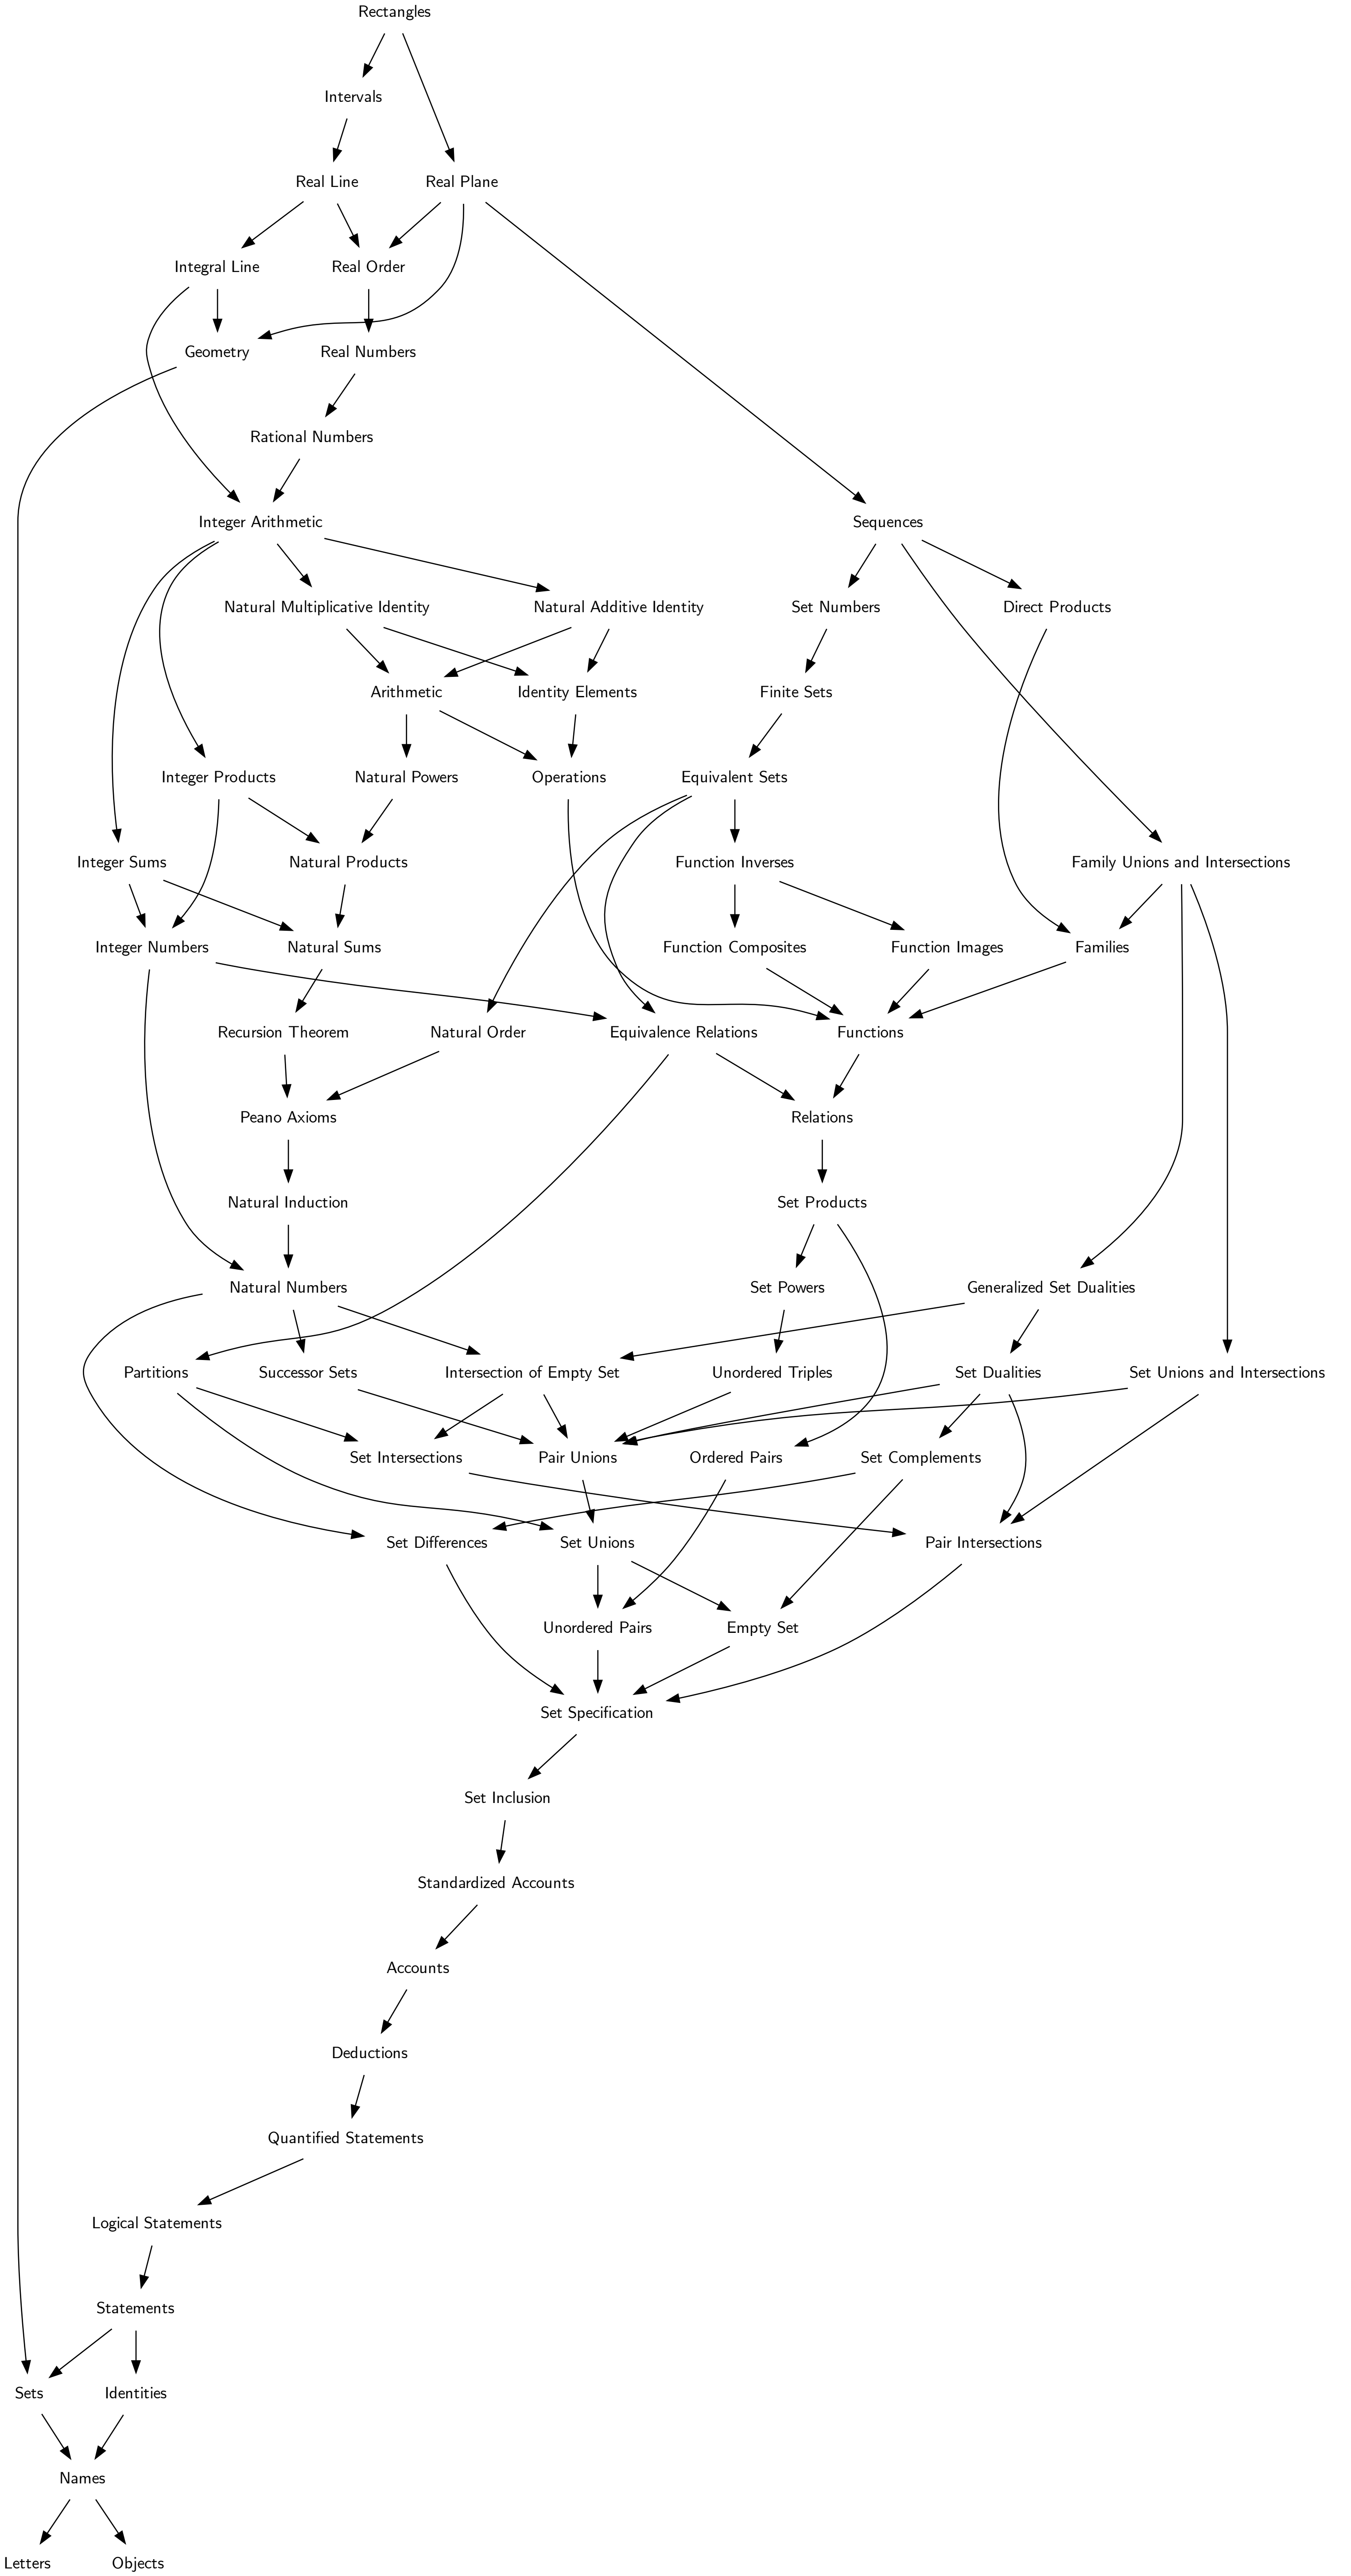 Rectangles
Intervals
Real Line
Real Plane
Integral Line
Real Order
Geometry
Real Numbers
Rational Numbers
Integer Arithmetic
Sequences
Natural Multiplicative Identity
Natural Additive Identity
Set Numbers
Direct Products
Arithmetic
Identity Elements
Finite Sets
Integer Products
Natural Powers
Operations
Equivalent Sets
Integer Sums
Natural Products
Function Inverses
Family Unions and Intersections
Integer Numbers
Natural Sums
Function Composites
Function Images
Families
Recursion Theorem
Natural Order
Equivalence Relations
Functions
Peano Axioms
Relations
Natural Induction
Set Products
Natural Numbers
Set Powers
Generalized Set Dualities
Partitions
Successor Sets
Intersection of Empty Set
Unordered Triples
Set Dualities
Set Unions and Intersections
Set Intersections
Pair Unions
Ordered Pairs
Set Complements
Set Differences
Set Unions
Pair Intersections
Unordered Pairs
Empty Set
Set Specification
Set Inclusion
Standardized Accounts
Accounts
Deductions
Quantified Statements
Logical Statements
Statements
Sets
Identities
Names
Letters
Objects